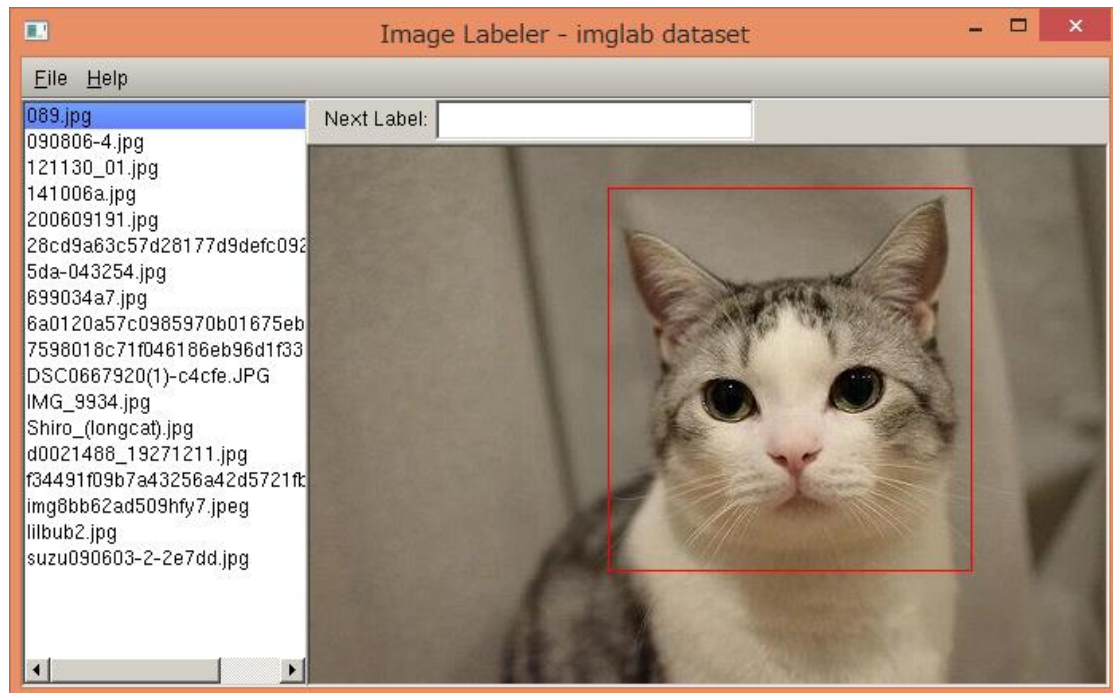 Image Labeler - imglab dataset
File Help
Next Label:
089.jpg
090806-4.jpg
121130_01.jpg
141006a.jpg
200609191.jpg
28cd9a63c57d28177d9defc092
5da-043254.jpg
699034a7.jpg
6a0120a57c0985970b01675eb
7598018c71f046186eb96d1f33
DSC0667920(1)-c4cfe.JPG
IMG_9934.jpg
Shiro_(longcat).jpg
d0021488_19271211.jpg
f34491f09b7a43256a42d5721fb
img8bb62ad509hfy7.jpeg
lilbub2.jpg
suzu090603-2-2e7dd.jpg